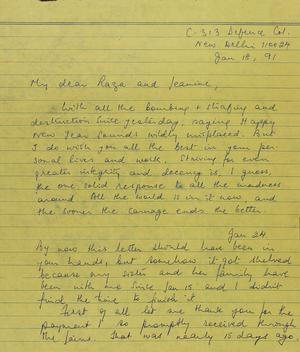 C-313 Defence Col.
New Delhi 110024
Jan 18, 91
My dear Raza and Jeanine,
With all the bombing & strafing and
destruction since yesterday, saying Happy
New Year sounds wildly misplaced. But
I do wish you all the best in your per-
sonal lives and work. Striving for even
greater integrity and decency is, I guess,
the one solid response to all the madness
around. All the world is in it now, and
the sooner the carnage ends the better.
Jan 24.
By now this letter should have been in
your hands, but somehow it got shelved
because my sister and her family have
been with me since Jan 18 and I didn't
find the time to finish it.
First of all let me thank you for the
payment I so promptly received through
the . That was nearly 15 days ago